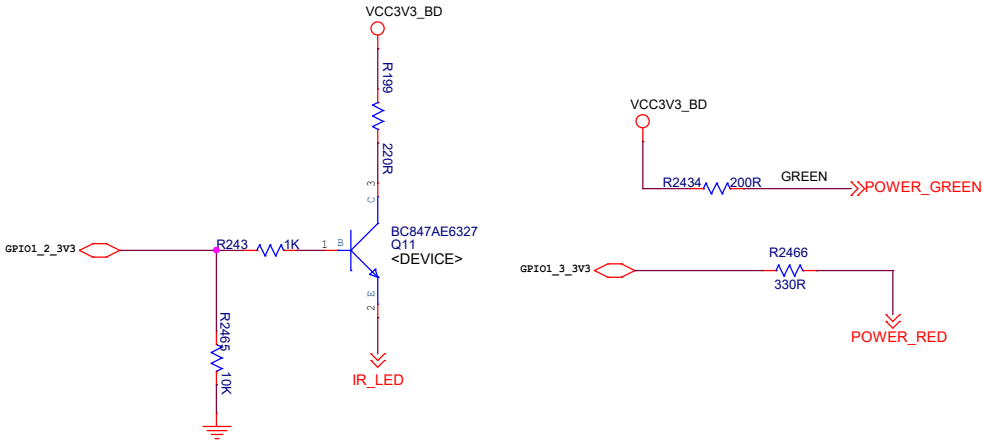 VCC3V3_BD
R199
220R
C 3
BC847AE6327
Q11
<DEVICE>
GPIO1_2_3V3
R243 1K
1 B
2 E
R2465
10K
IR_LED
VCC3V3_BD
R2434 200R
GREEN
POWER_GREEN
GPIO1_3_3V3
R2466
330R
POWER_RED